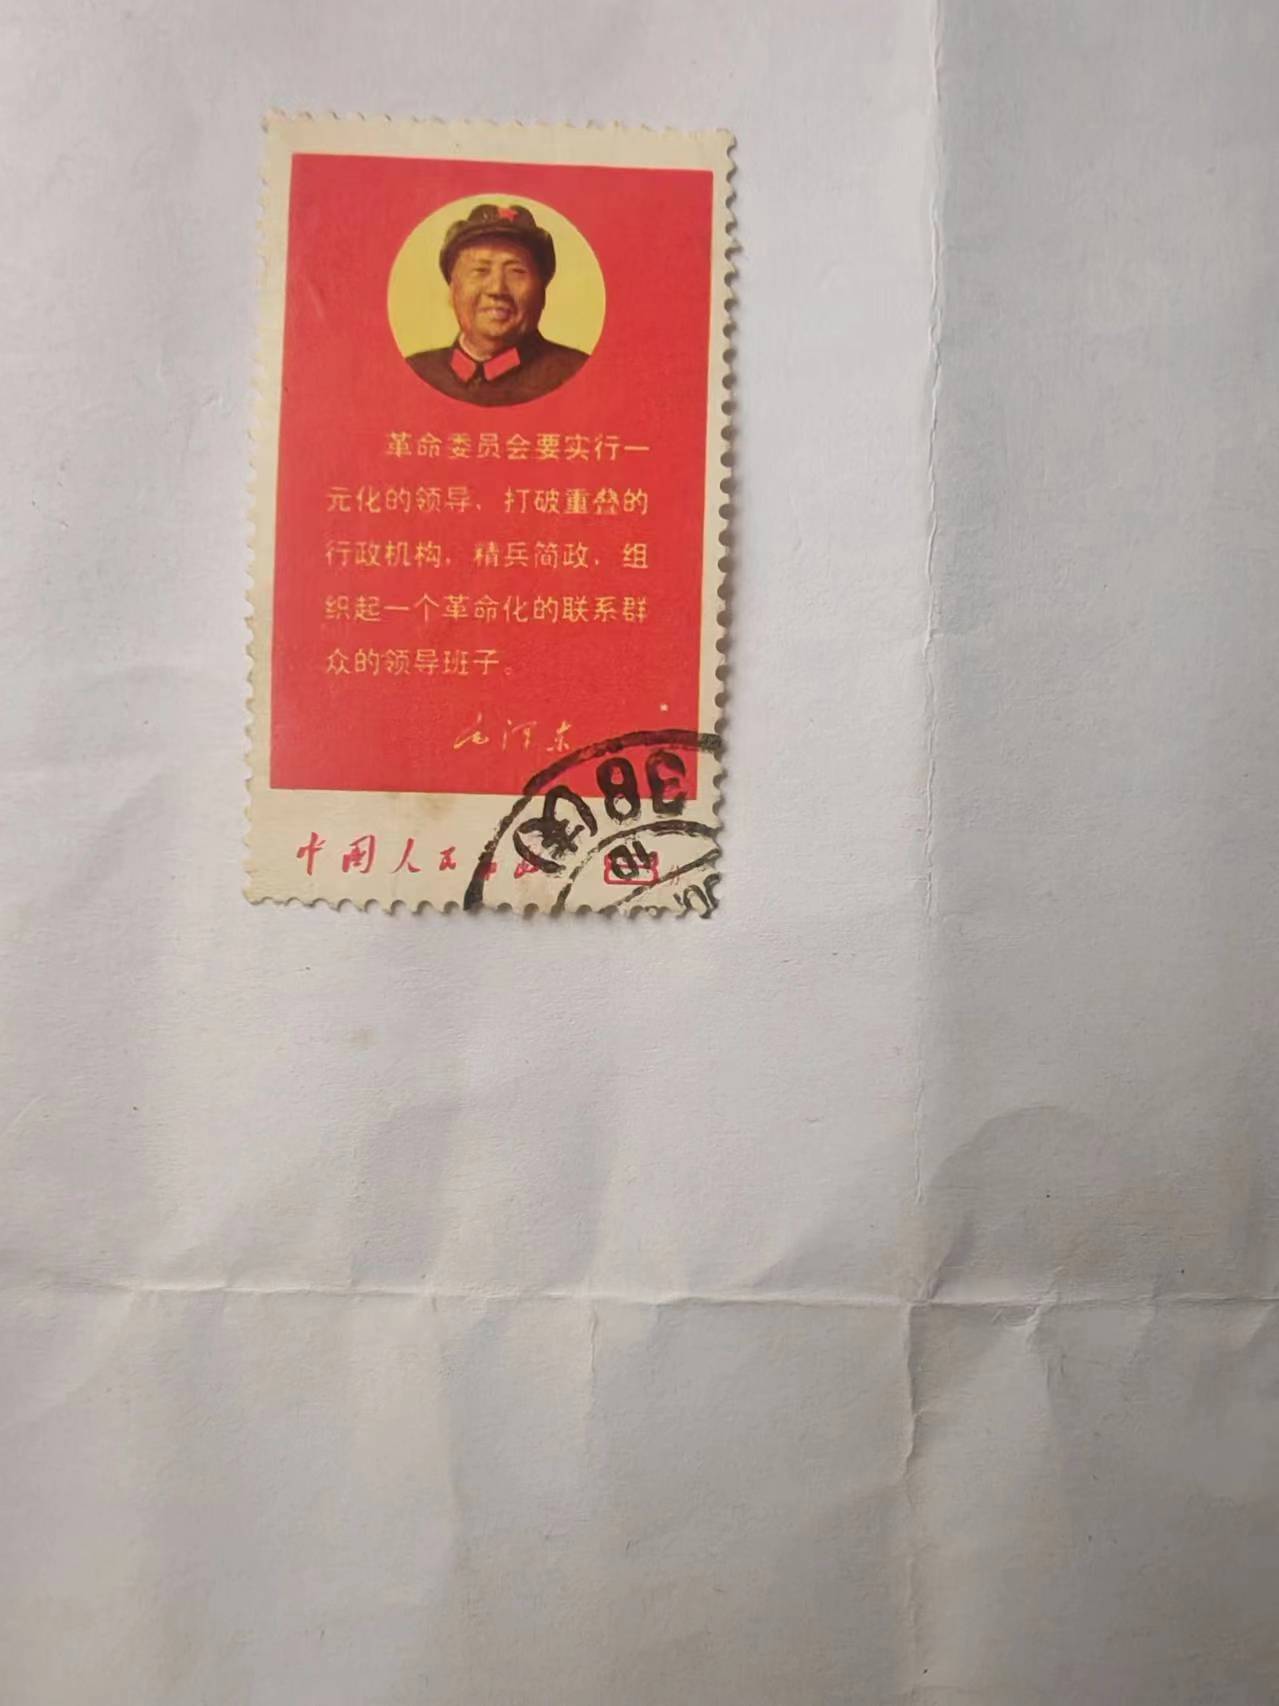 革命委员会要实行一
元化的领导，打破重叠的
行政机构，精兵简政，组
织起一个革命化的联系群
众的领导班子。
毛泽东
38
中国人民
10